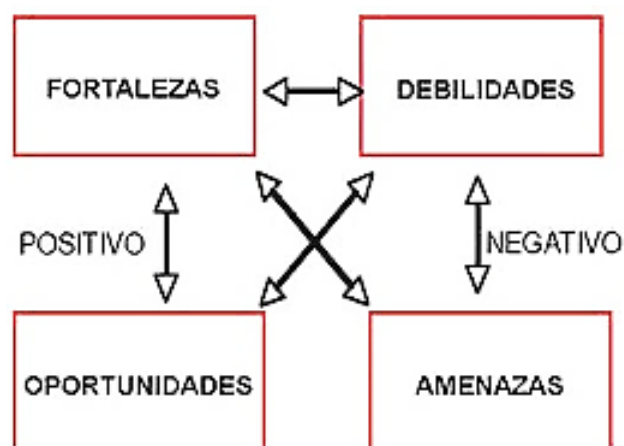 FORTALEZAS
DEBILIDADES
POSITIVO
NEGATIVO
OPORTUNIDADES
AMENAZAS